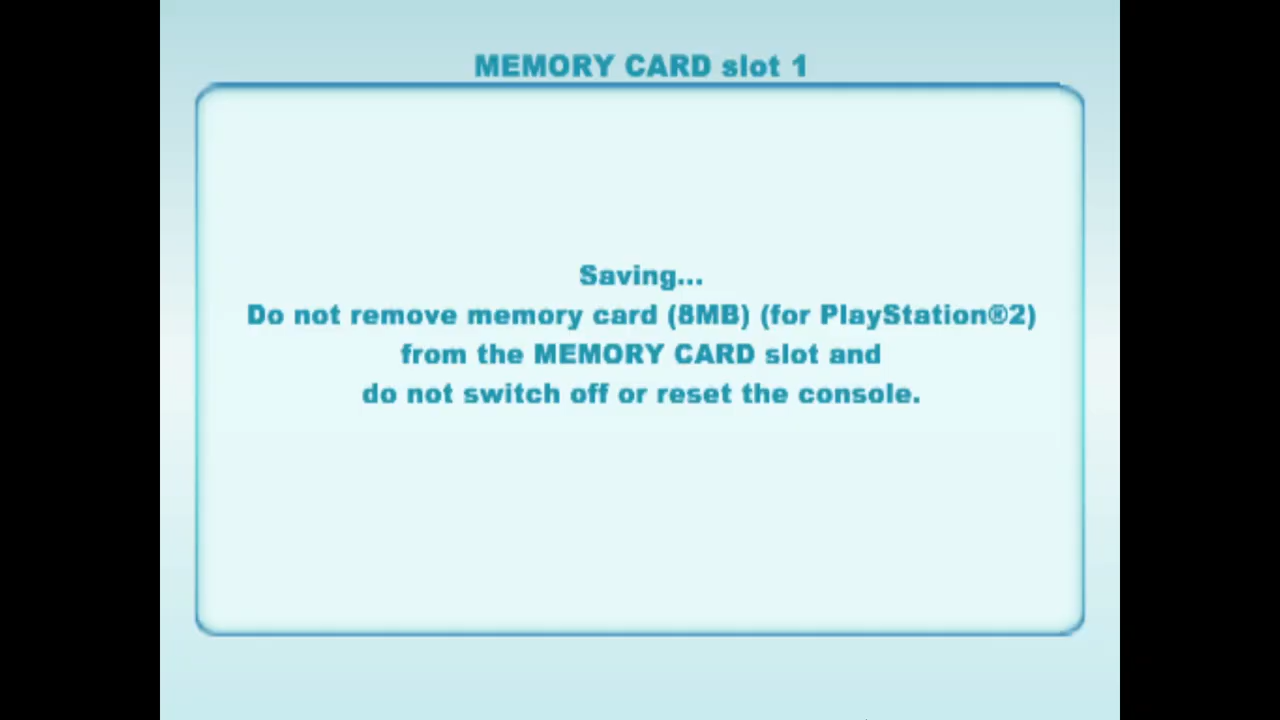 MEMORY CARD slot 1
Saving...
Do not remove memory card (8MB) (for PlayStation®2)
from the MEMORY CARD slot and
do not switch off or reset the console.